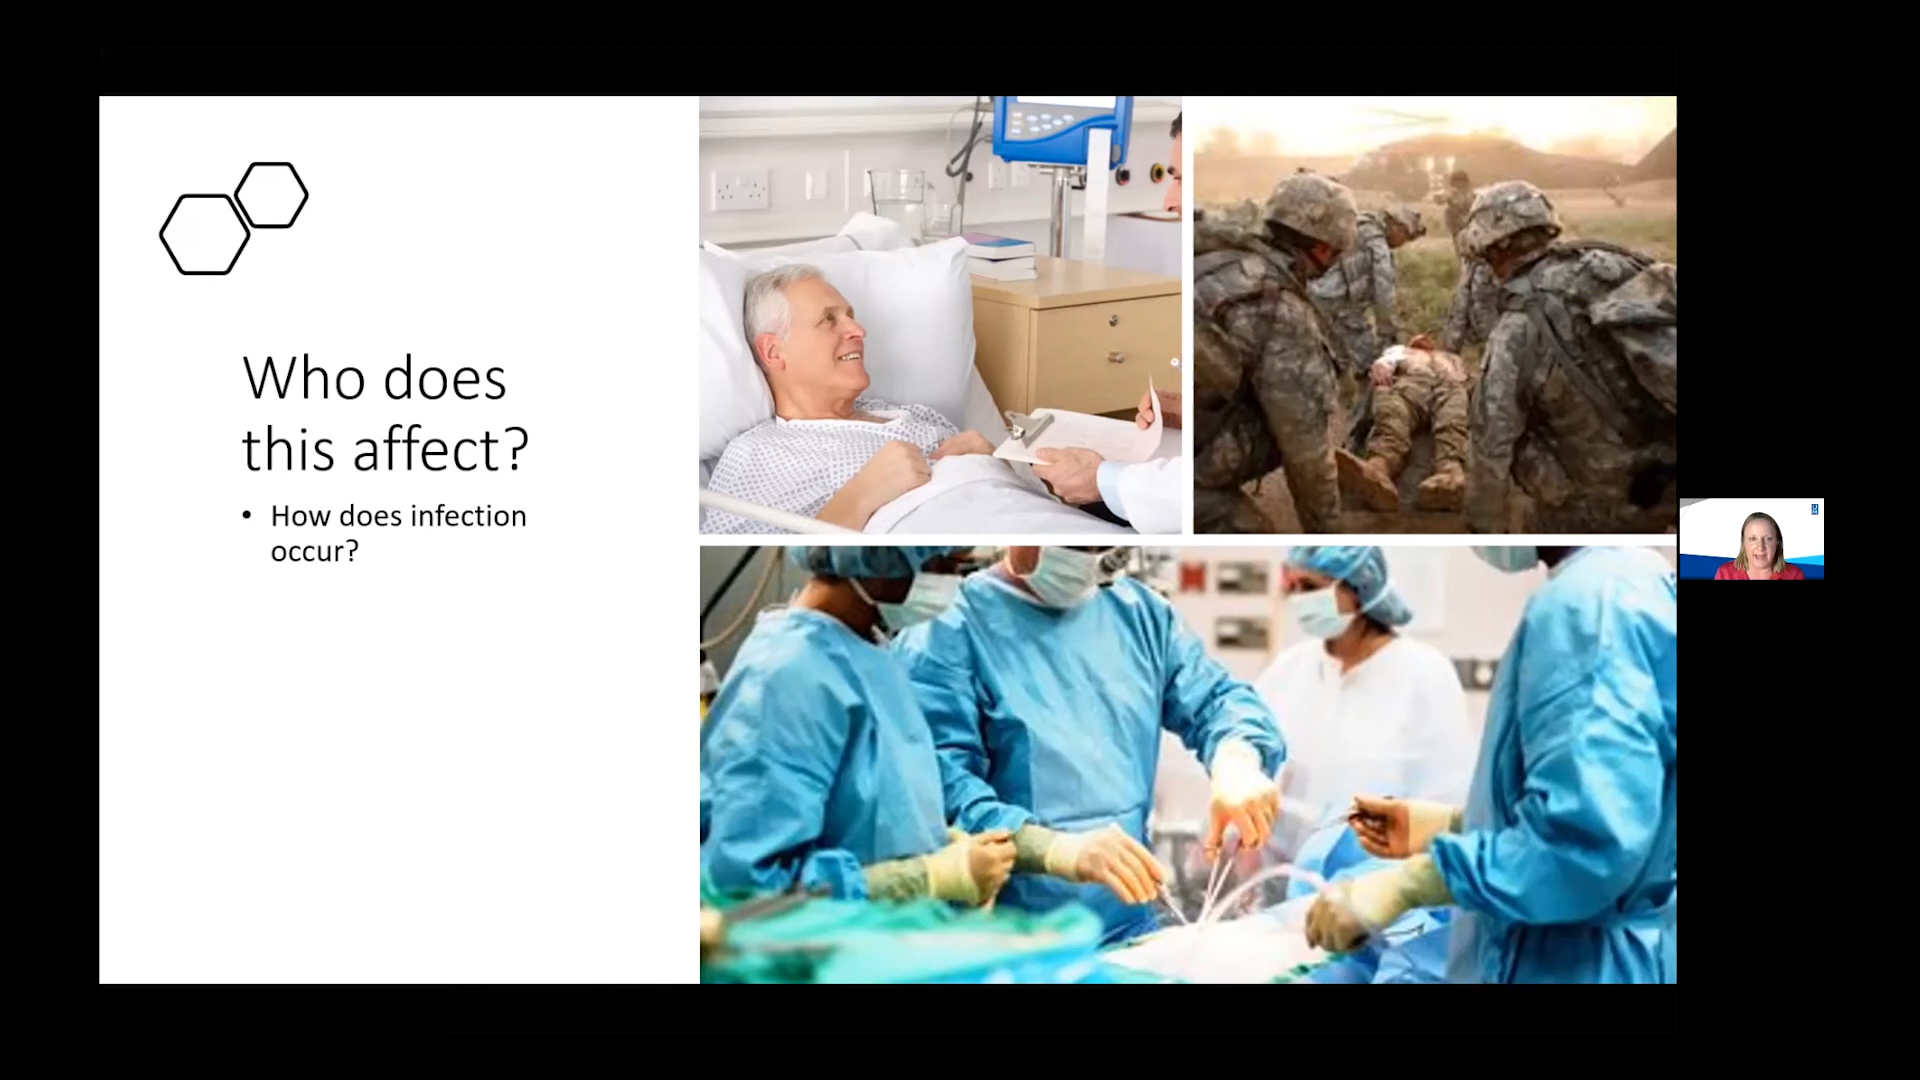 Who does
this affect?
• How does infection
occur?